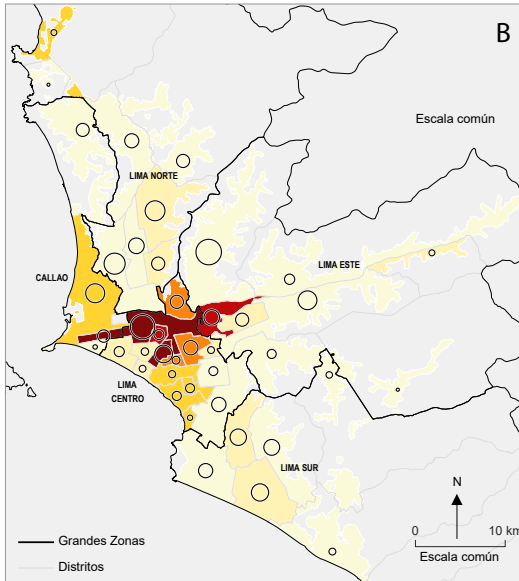 B
Escala común
LIMA NORTE
LIMA ESTE
CALLAO
LIMA
CENTRO
LIMA SUR
N
Grandes Zonas
Distritos
0 10 km
Escala común